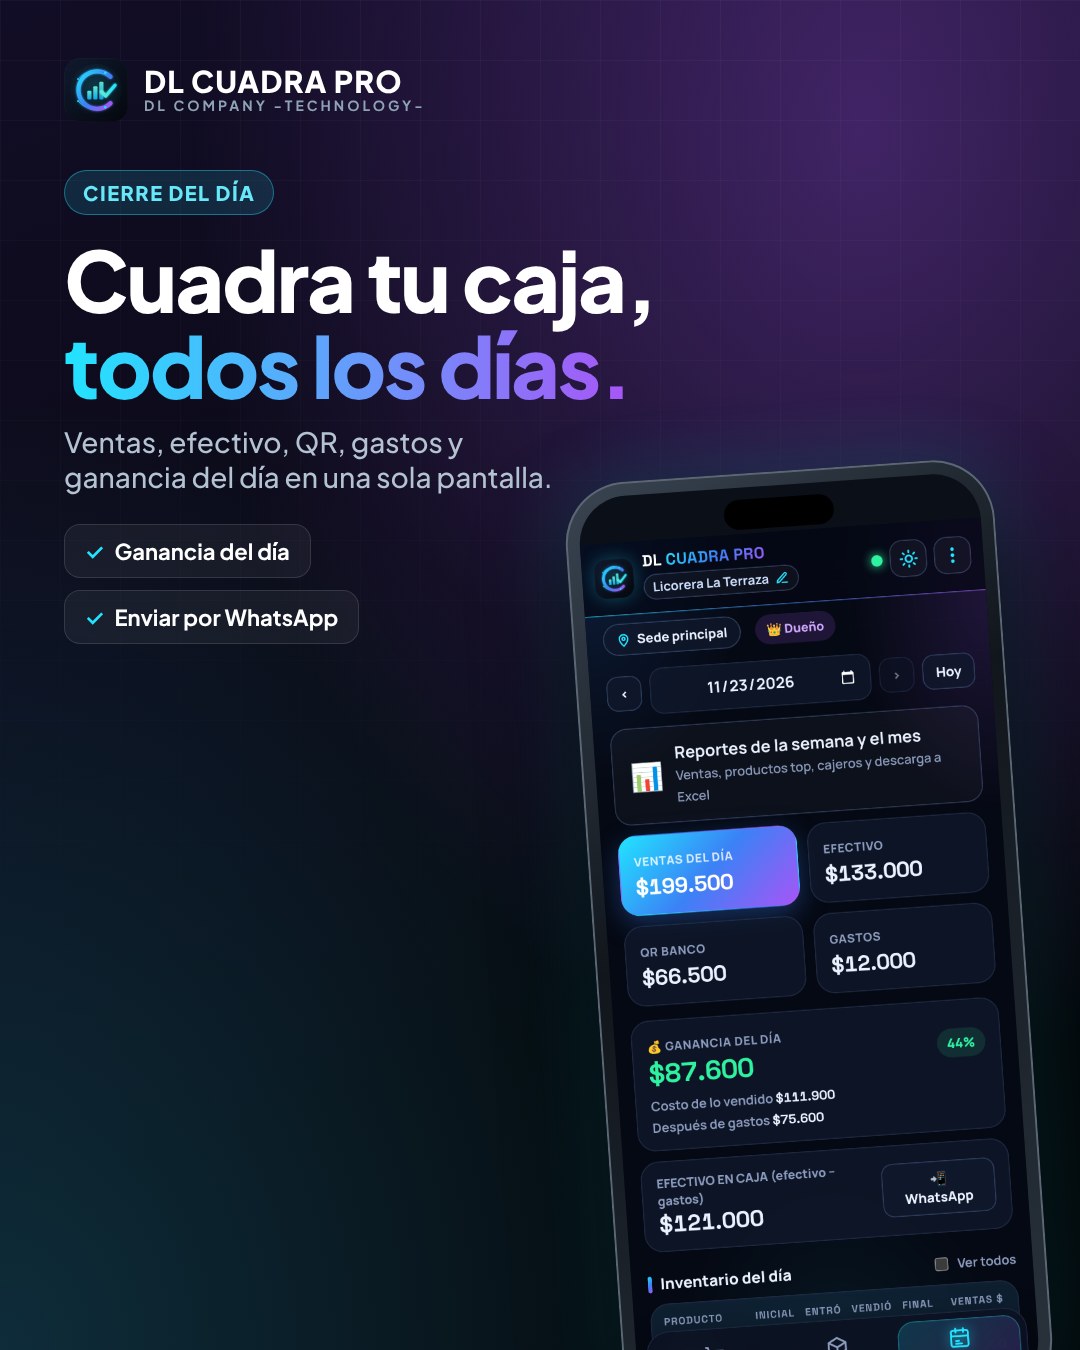 DL CUADRA PRO
DL COMPANY -TECHNOLOGY-
CIERRE DEL DÍA
Cuadra tu caja,
todos los días.
Ventas, efectivo, QR, gastos y
ganancia del día en una sola pantalla.
Ganancia del día
Enviar por WhatsApp
DL CUADRA PRO
Licorera La Terraza
Sede principal
Dueño
11/23/2026
Hoy
Reportes de la semana y el mes
Ventas, productos top, cajeros y descarga a
Excel
VENTAS DEL DÍA
$199.500
EFECTIVO
$133.000
QR BANCO
$66.500
GASTOS
$12.000
GANANCIA DEL DÍA
44%
$87.600
Costo de lo vendido $111.900
Después de gastos $75.600
EFECTIVO EN CAJA (efectivo −
gastos)
$121.000
WhatsApp
Inventario del día
Ver todos
PRODUCTO INICIAL ENTRÓ VENDIÓ FINAL VENTAS $